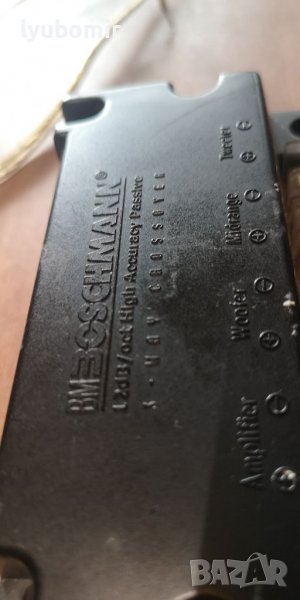 lyubomir
BM BOSCHMANN®
12dB/oct High Accuracy Passive
3 - WAY CROSSOVER
Amplifier
Woofer
Midrange
Tweeter
BAZAR